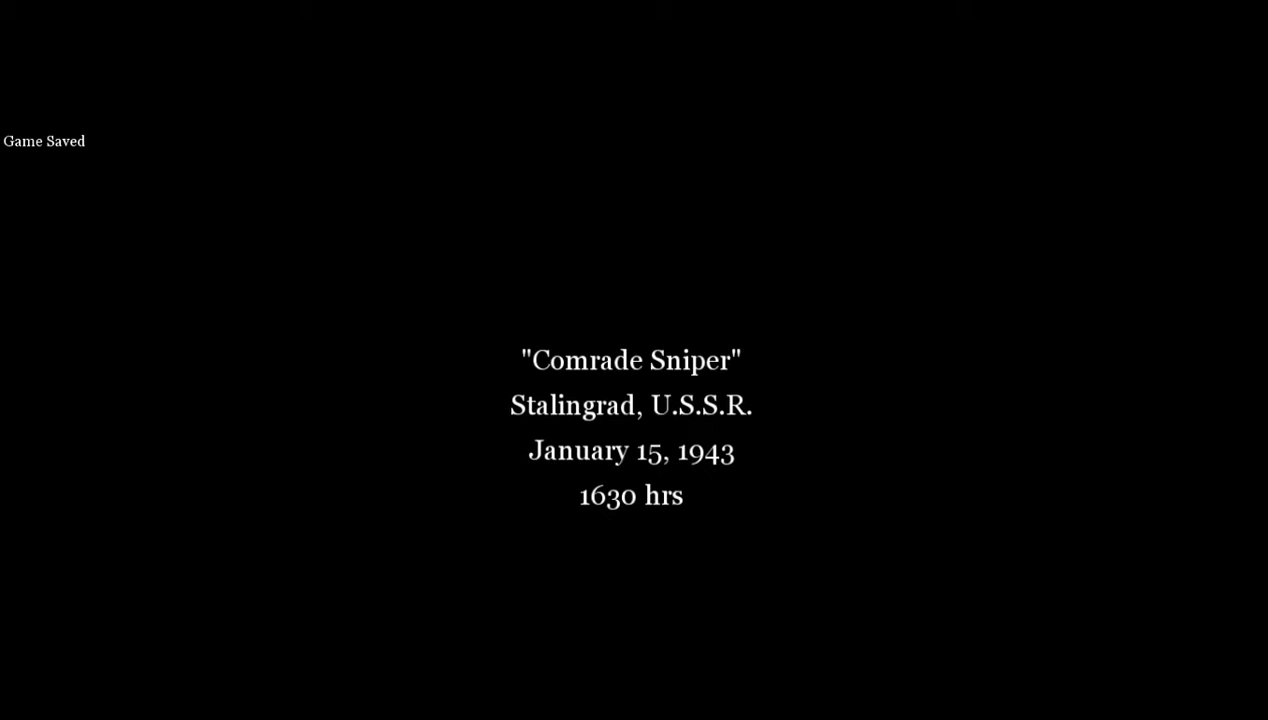 Game Saved
"Comrade Sniper"
Stalingrad, U.S.S.R.
January 15, 1943
1630 hrs